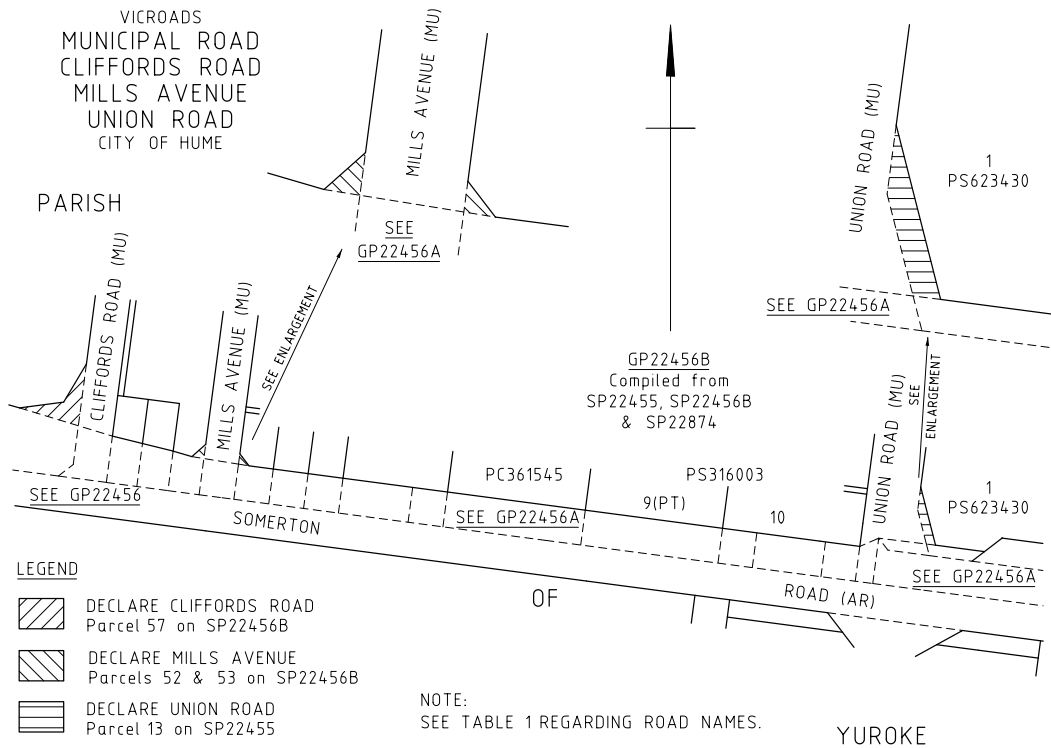 VICROADS
MUNICIPAL ROAD
CLIFFORDS ROAD
MILLS AVENUE
UNION ROAD
CITY OF HUME
PARISH
MILLS AVENUE (MU)
SEE
GP22456A
UNION ROAD (MU)
1
PS623430
SEE GP22456A
CLIFFORDS ROAD (MU)
MILLS AVENUE (MU)
SEE ENLARGEMENT
GP22456B
Compiled from
SP22455, SP22456B
& SP22874
UNION ROAD (MU)
SEE
ENLARGEMENT
1
PS623430
PC361545
PS316003
9(PT)
10
SEE GP22456
SOMERTON
SEE GP22456A
SEE GP22456A
ROAD (AR)
OF
LEGEND
DECLARE CLIFFORDS ROAD
Parcel 57 on SP22456B
DECLARE MILLS AVENUE
Parcels 52 & 53 on SP22456B
DECLARE UNION ROAD
Parcel 13 on SP22455
NOTE:
SEE TABLE 1 REGARDING ROAD NAMES.
YUROKE